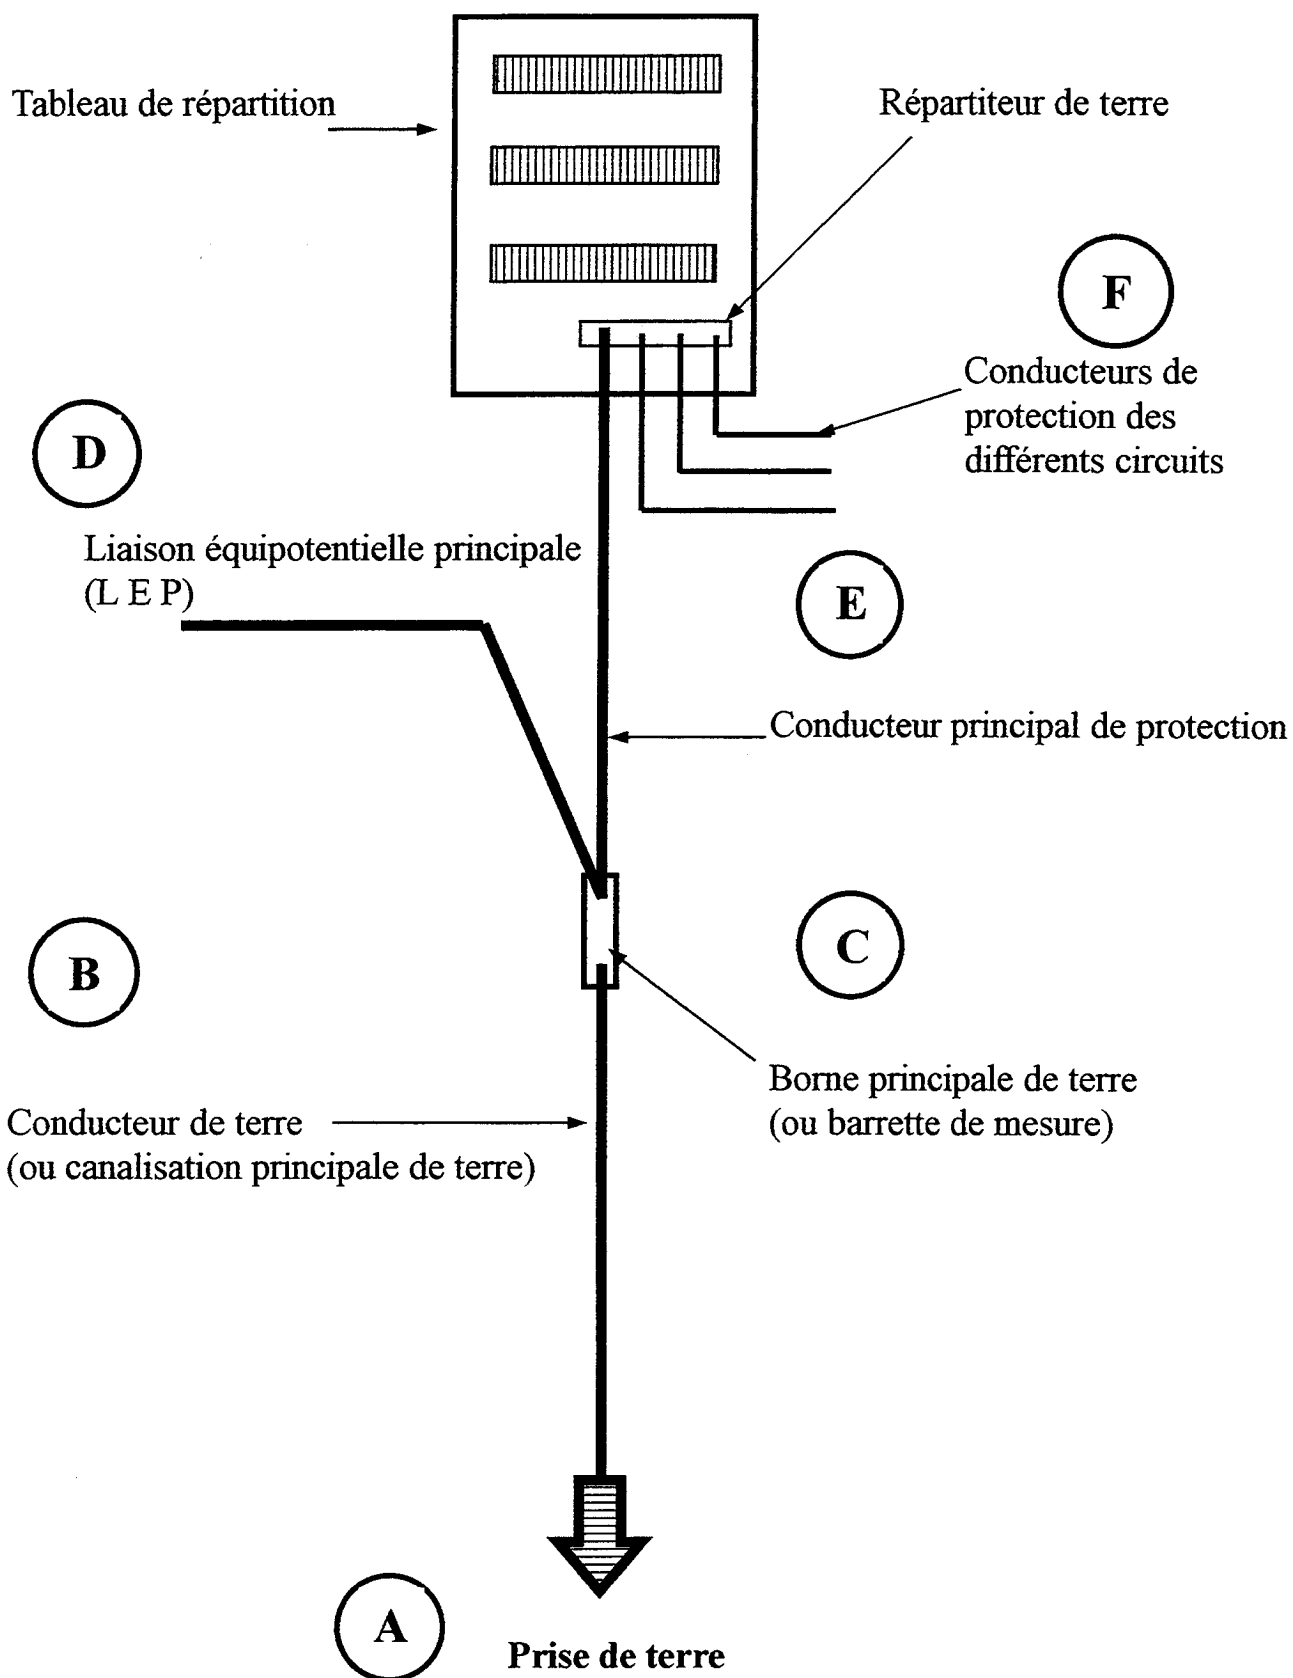 Tableau de répartition
Répartiteur de terre
F
Conducteurs de
protection des
différents circuits
D
Liaison équipotentielle principale
(L E P)
E
Conducteur principal de protection
B
C
Borne principale de terre
(ou barrette de mesure)
Conducteur de terre
(ou canalisation principale de terre)
A
Prise de terre